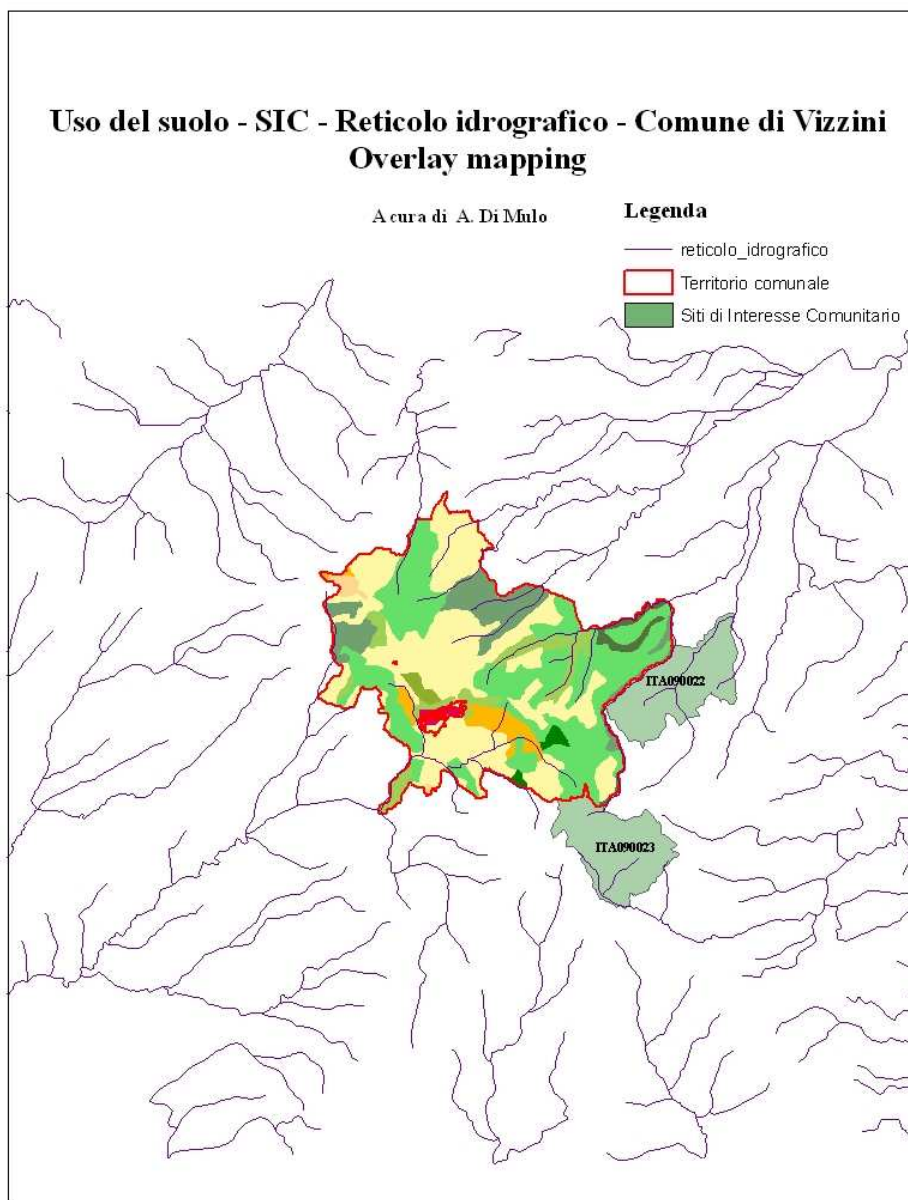 Uso del suolo - SIC - Reticolo idrografico - Comune di Vizzini
Overlay mapping
A cura di A. Di Mulo
Legenda
reticolo_idrografico
Territorio comunale
Siti di Interesse Comunitario
ITA090022
ITA090023